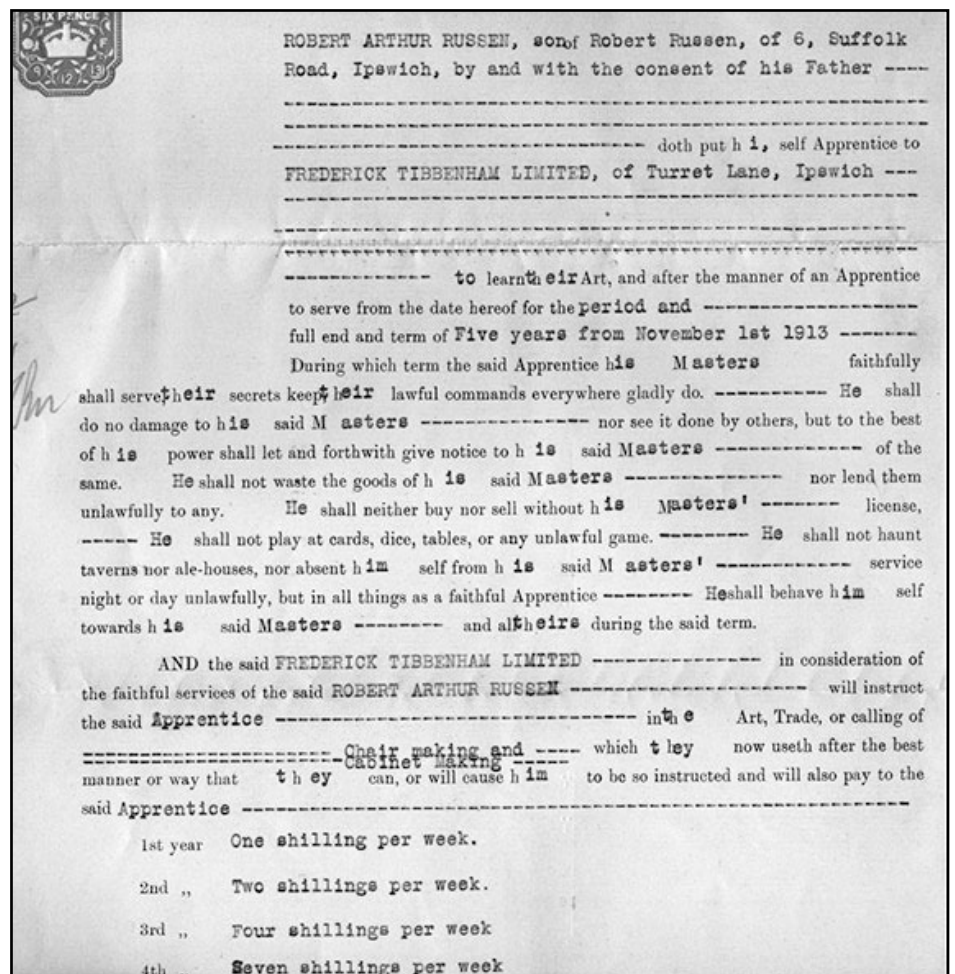 SIX PENCE
12
ROBERT ARTHUR RUSSEN, son of Robert Russen, of 6, Suffolk
Road, Ipswich, by and with the consent of his Father ----
doth put h i, self Apprentice to
FREDERICK TIBBENHAM LIMITED, of Turret Lane, Ipswich ---
---------- to learn their Art, and after the manner of an Apprentice
to serve from the date hereof for the period and ----------
full end and term of Five years from November 1st 1913 -------
During which term the said Apprentice his Masters faithfully
shall serve, their secrets keep, their lawful commands everywhere gladly do. ---------- He shall
do no damage to h is said M asters ---------- nor see it done by others, but to the best
of h is power shall let and forthwith give notice to h is said Masters ---------- of the
same. He shall not waste the goods of h is said Masters ---------- nor lend them
unlawfully to any. He shall neither buy nor sell without h is Masters' ------- license,
----- He shall not play at cards, dice, tables, or any unlawful game. -------- He shall not haunt
taverns nor ale-houses, nor absent h im self from h is said M asters' ---------- service
night or day unlawfully, but in all things as a faithful Apprentice -------- He shall behave h im self
towards h is said Masters -------- and al theirs during the said term.
AND the said FREDERICK TIBBENHAM LIMITED ---------- in consideration of
the faithful services of the said ROBERT ARTHUR RUSSEN ---------- will instruct
the said Apprentice ---------- in th e Art, Trade, or calling of
---------- Chair making and ---- which t hey now useth after the best
Cabinet Making -----
manner or way that t h ey can, or will cause h im to be so instructed and will also pay to the
said Apprentice ----------
1st year One shilling per week.
2nd „ Two shillings per week.
3rd „ Four shillings per week
4th Seven shillings per week